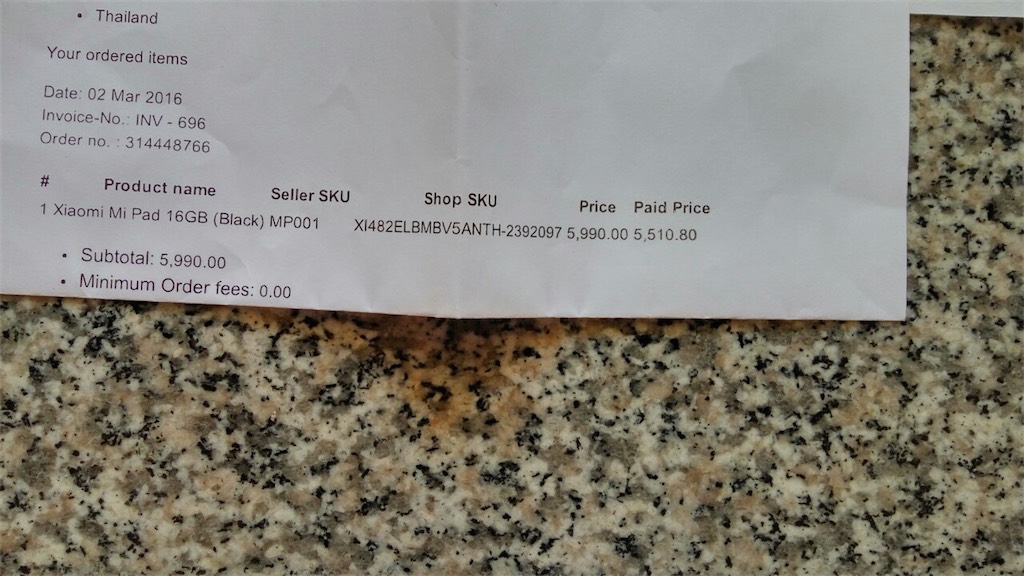 • Thailand
Your ordered items
Date: 02 Mar 2016
Invoice-No.: INV - 696
Order no. : 314448766
# Product name Seller SKU Shop SKU Price Paid Price
1 Xiaomi Mi Pad 16GB (Black) MP001 XI482ELBMBV5ANTH-2392097 5,990.00 5,510.80
• Subtotal: 5,990.00
• Minimum Order fees: 0.00